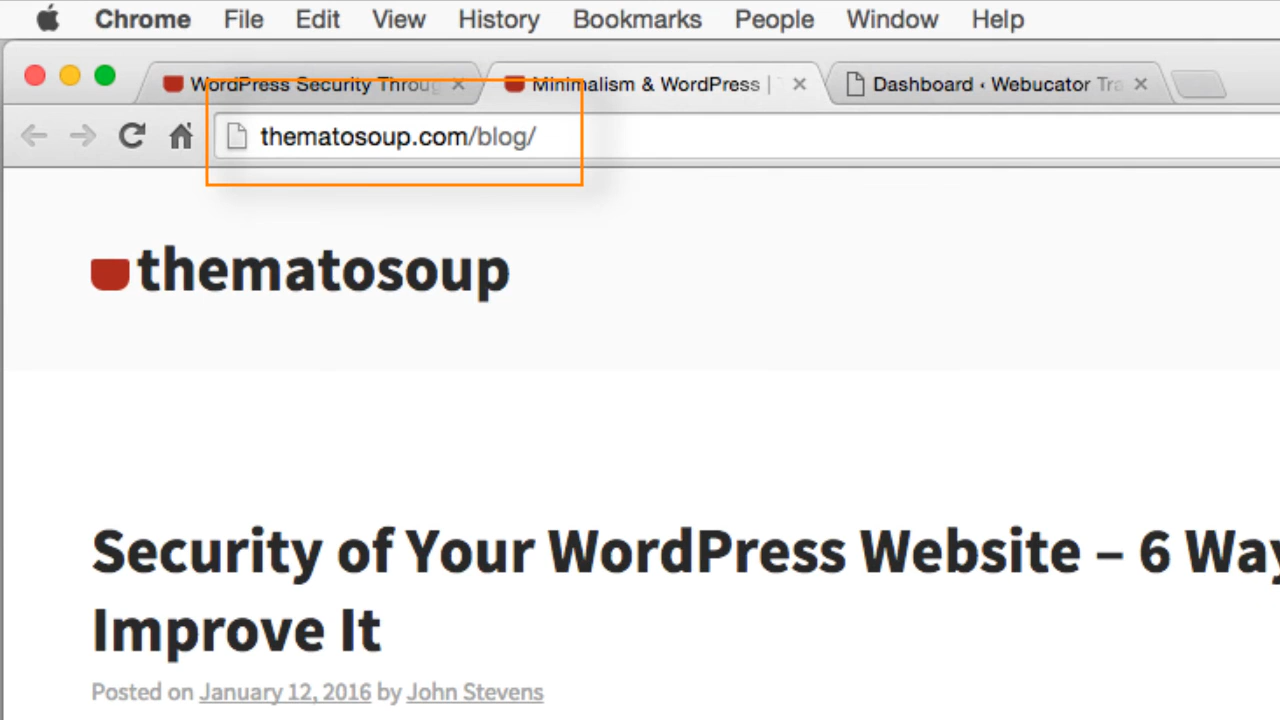 Chrome File Edit View History Bookmarks People Window Help
WordPress Security Throug Minimalism & WordPress | Dashboard ‹ Webucator Tra
thematosoup.com/blog/
thematosoup
Security of Your WordPress Website – 6 Way
Improve It
Posted on January 12, 2016 by John Stevens